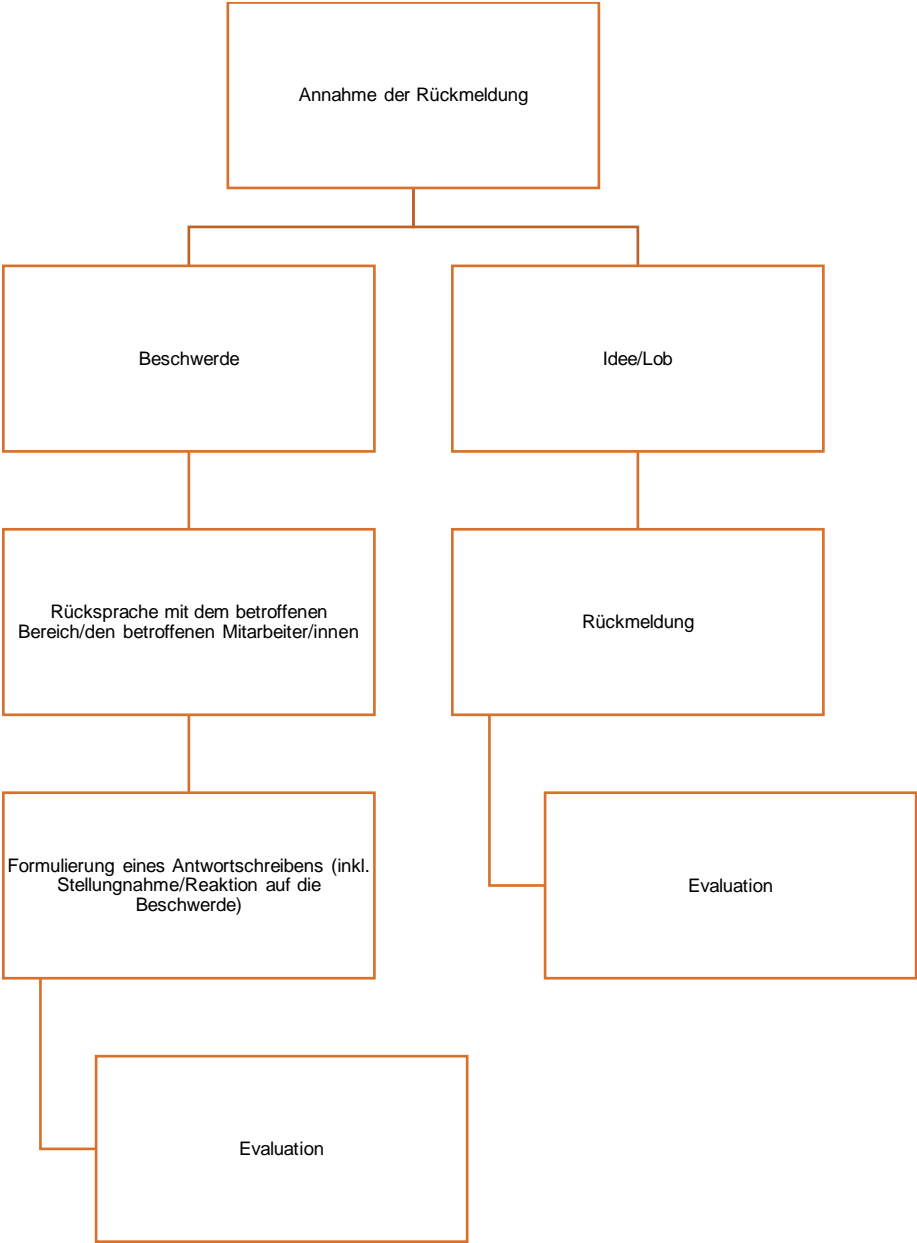 Annahme der Rückmeldung
Beschwerde
Idee/Lob
Rücksprache mit dem betroffenen
Bereich/den betroffenen Mitarbeiter/innen
Rückmeldung
Formulierung eines Antwortschreibens (inkl.
Stellungnahme/Reaktion auf die
Beschwerde)
Evaluation
Evaluation